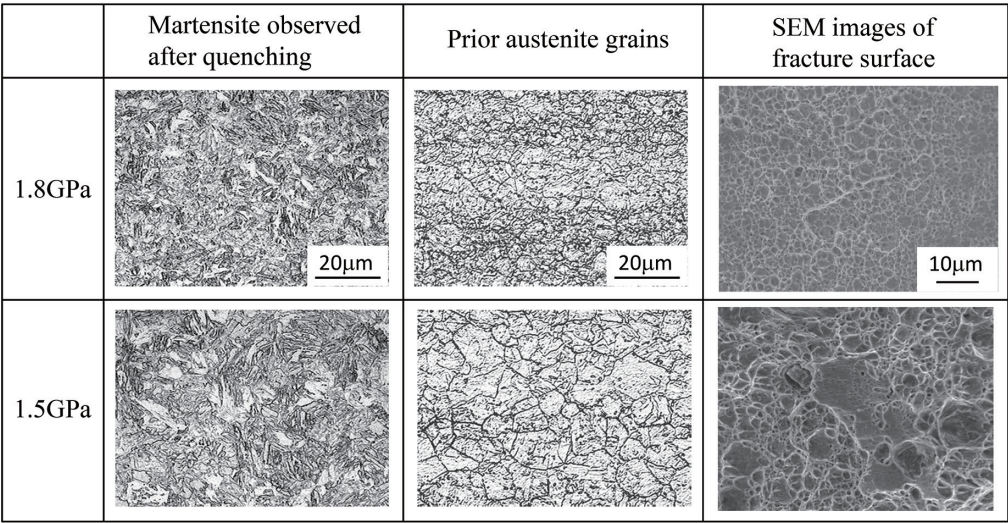 Martensite observed
after quenching
Prior austenite grains
SEM images of
fracture surface
1.8GPa
20μm
20μm
10μm
1.5GPa